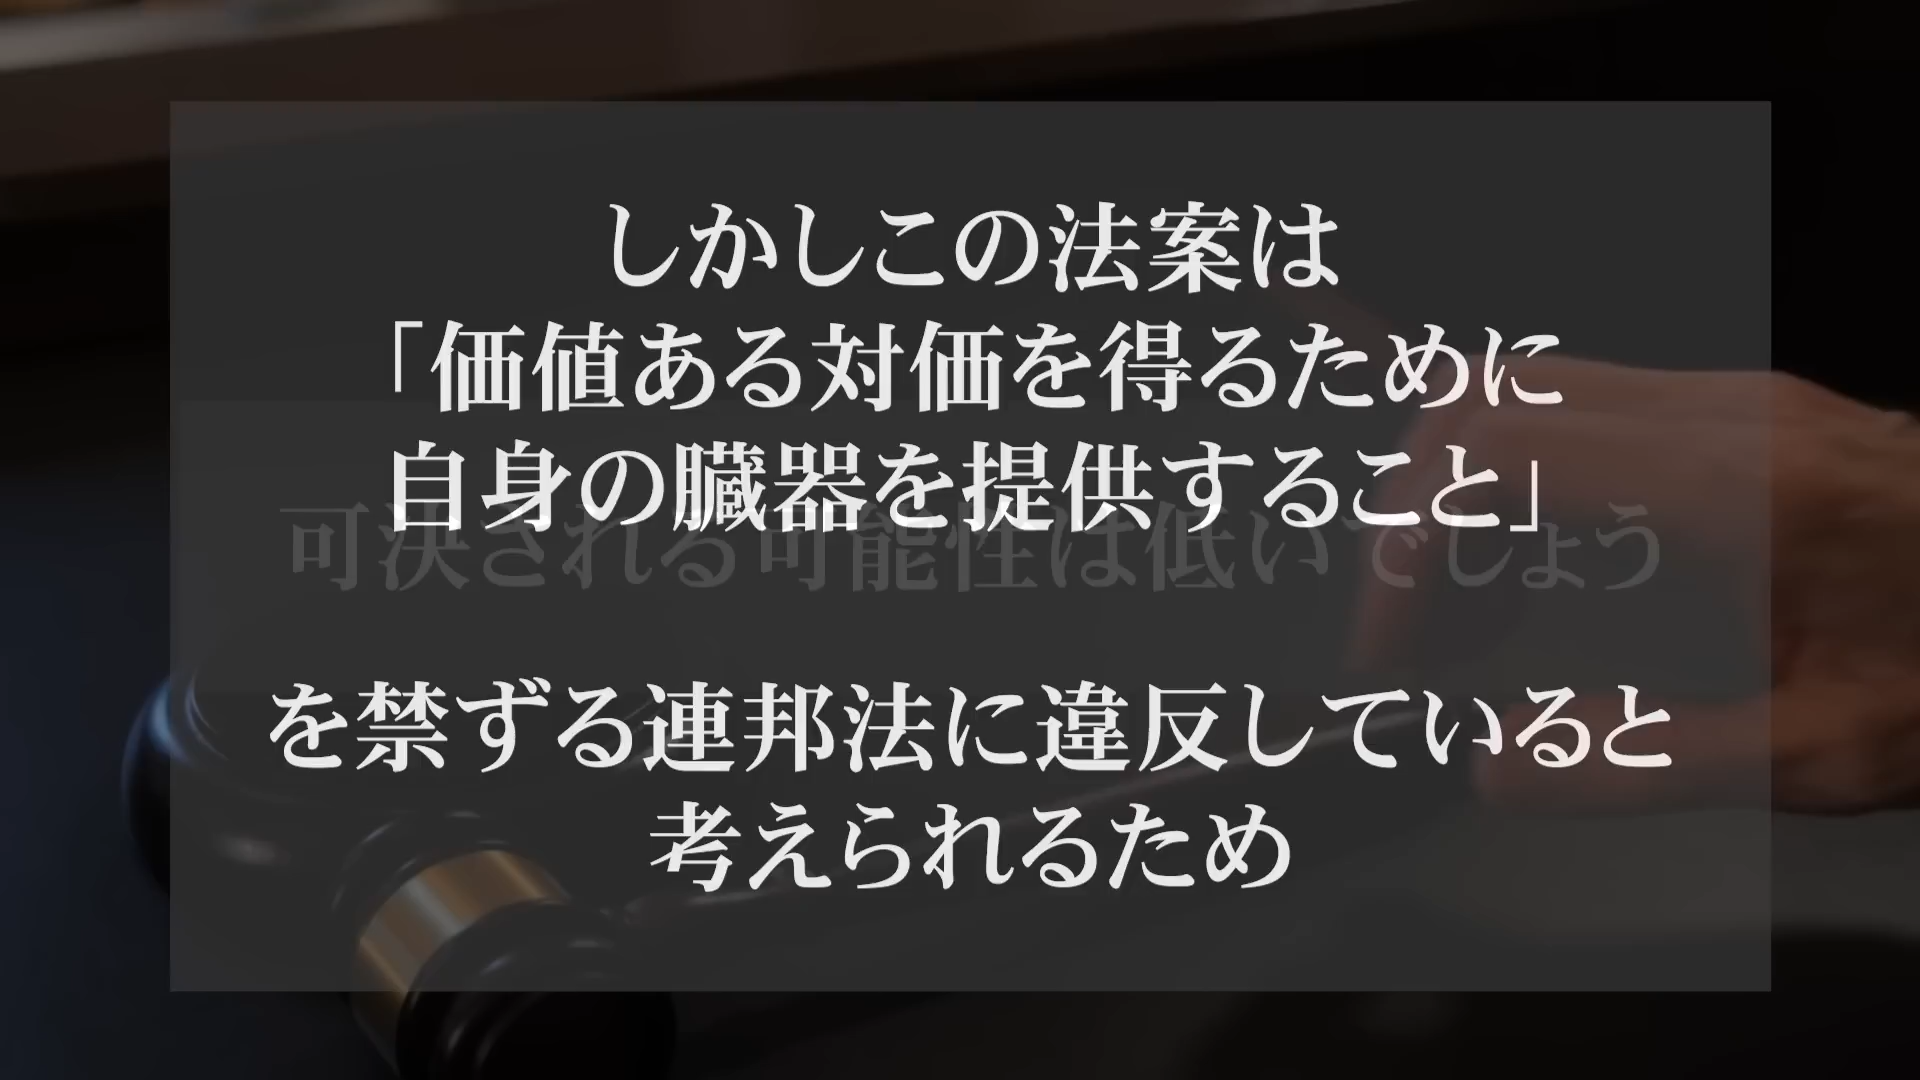 しかしこの法案は
「価値ある対価を得るために
自身の臓器を提供すること」
可決される可能性は低いでしょう
を禁ずる連邦法に違反していると
考えられるため